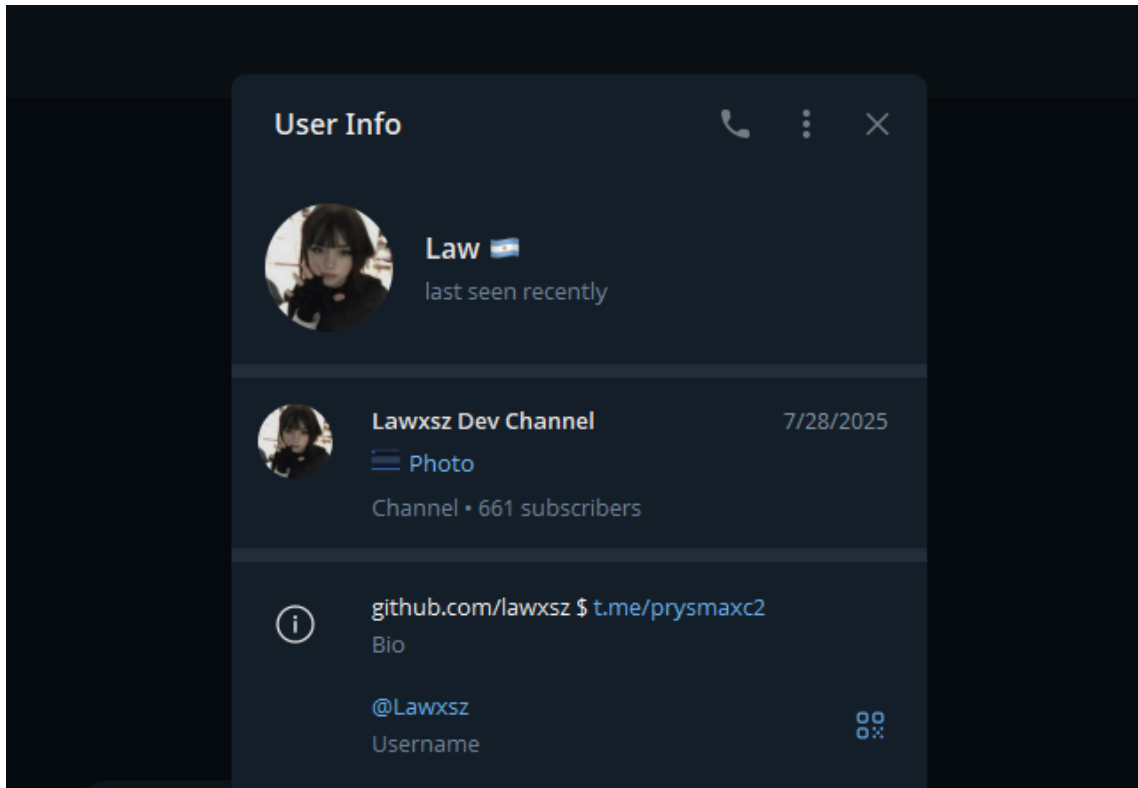 User Info
Law 🇦🇷
last seen recently
Lawxsz Dev Channel 7/28/2025
Photo
Channel • 661 subscribers
github.com/lawxsz $ t.me/prysmaxc2
Bio
@Lawxsz
Username